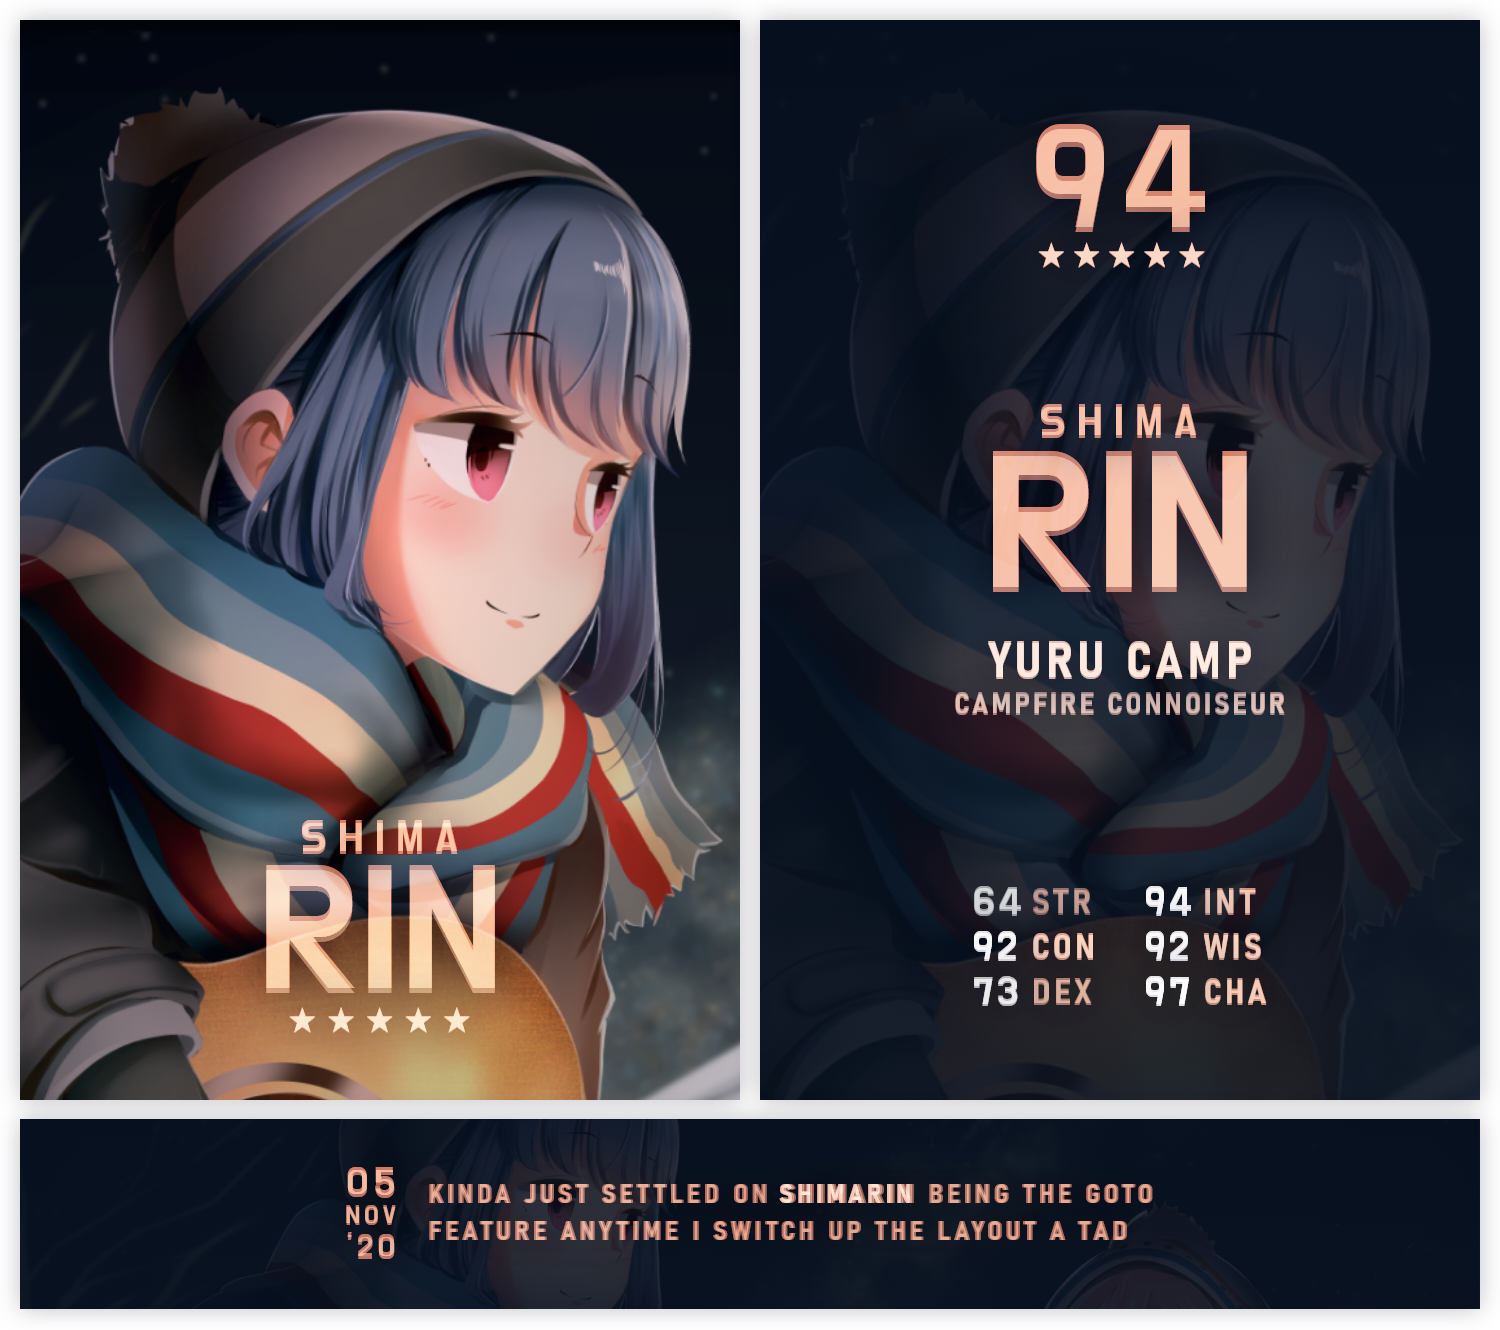 SHIMA
RIN
★★★★★
94
★★★★★
SHIMA
RIN
YURU CAMP
CAMPFIRE CONNOISEUR
64 STR 94 INT
92 CON 92 WIS
73 DEX 97 CHA
05
NOV
'20
KINDA JUST SETTLED ON SHIMARIN BEING THE GOTO
FEATURE ANYTIME I SWITCH UP THE LAYOUT A TAD